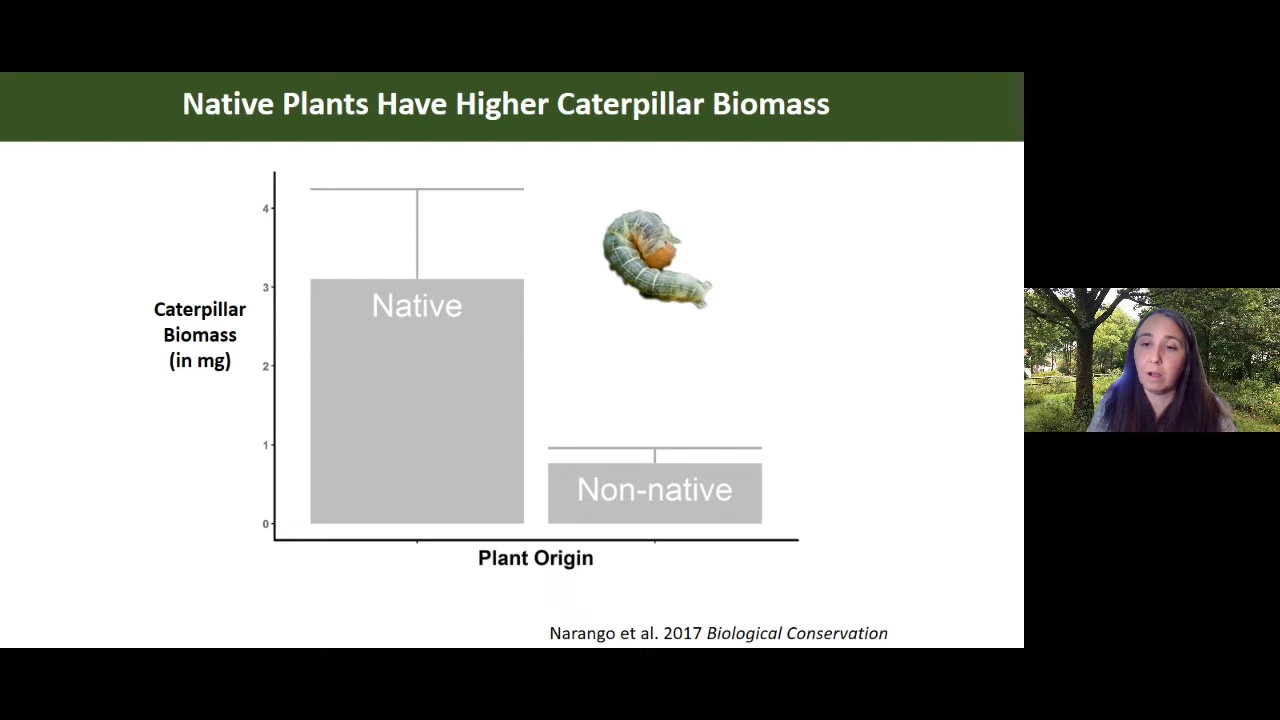 Native Plants Have Higher Caterpillar Biomass
4
3
2
1
0
Caterpillar
Biomass
(in mg)
Native
Non-native
Plant Origin
Narango et al. 2017 Biological Conservation